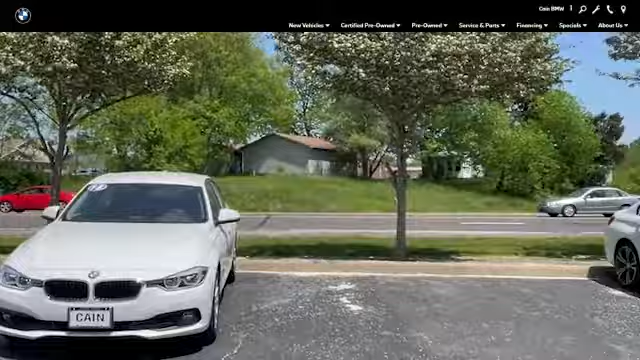 Cain BMW
New Vehicles Certified Pre-Owned Pre-Owned Service & Parts Financing Specials About Us
CAIN